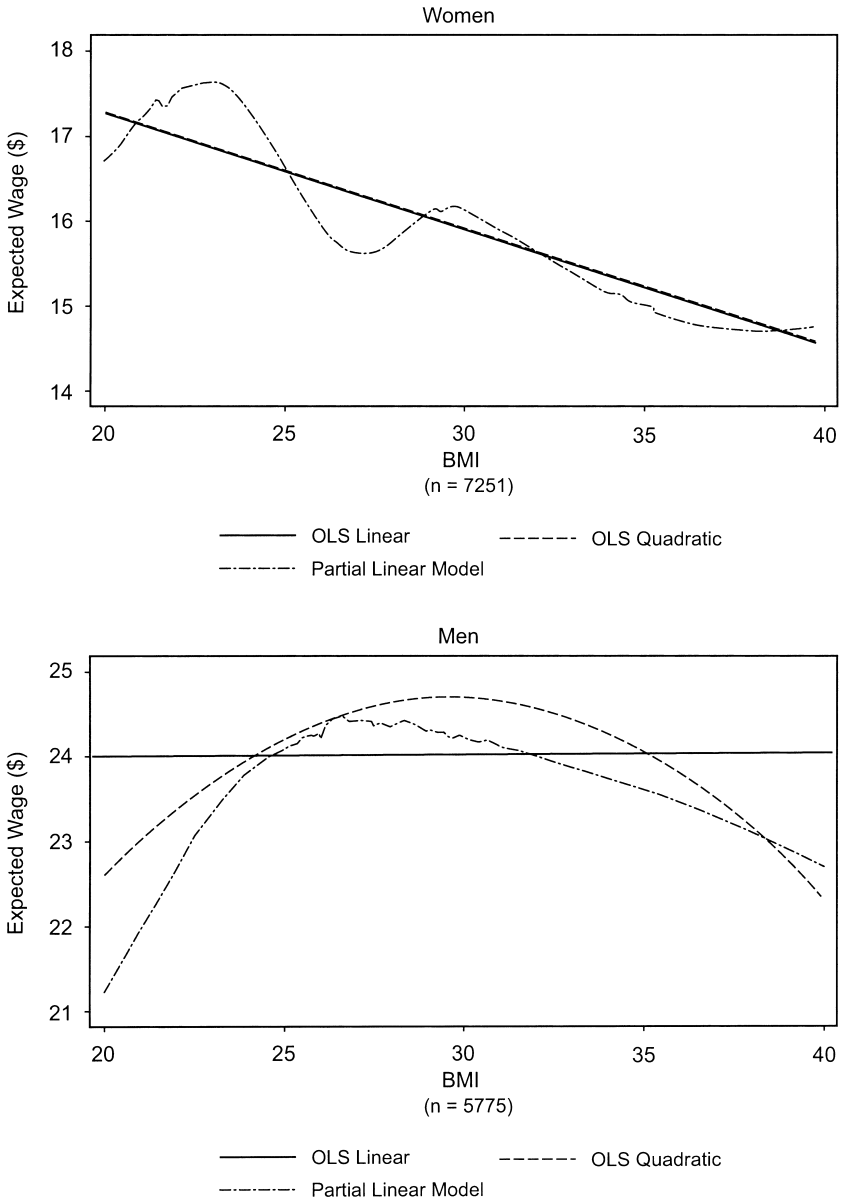 Women
18
17
16
15
14
Expected Wage ($)
20 25 30 35 40
BMI
(n = 7251)
OLS Linear OLS Quadratic
Partial Linear Model
Men
25
24
23
22
21
Expected Wage ($)
20 25 30 35 40
BMI
(n = 5775)
OLS Linear OLS Quadratic
Partial Linear Model